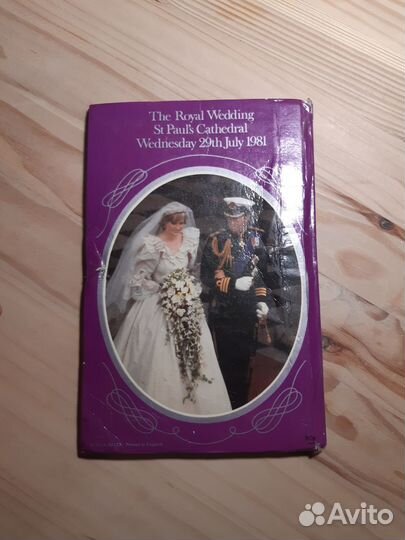 The Royal Wedding
St Paul's Cathedral
Wednesday 29th July 1981
Printed in England
Avito